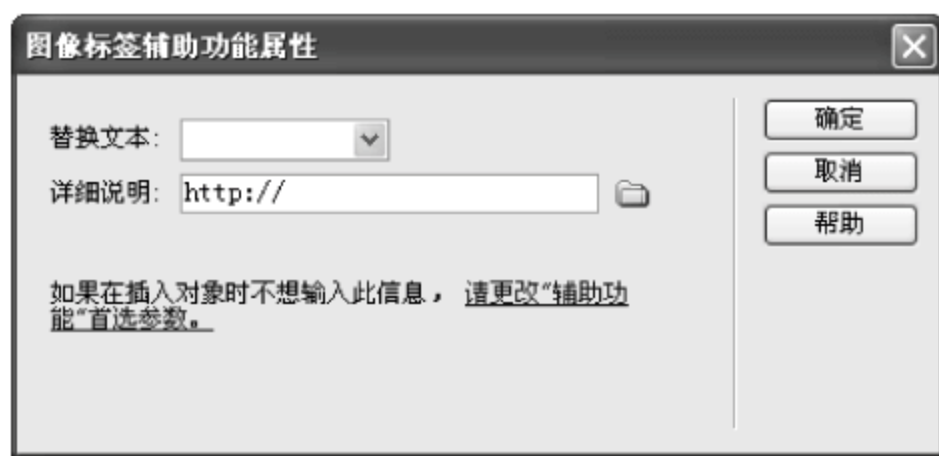 图像标签辅助功能属性
替换文本:
确定
详细说明: http://
取消
帮助
如果在插入对象时不想输入此信息， 请更改"辅助功
能"首选参数。